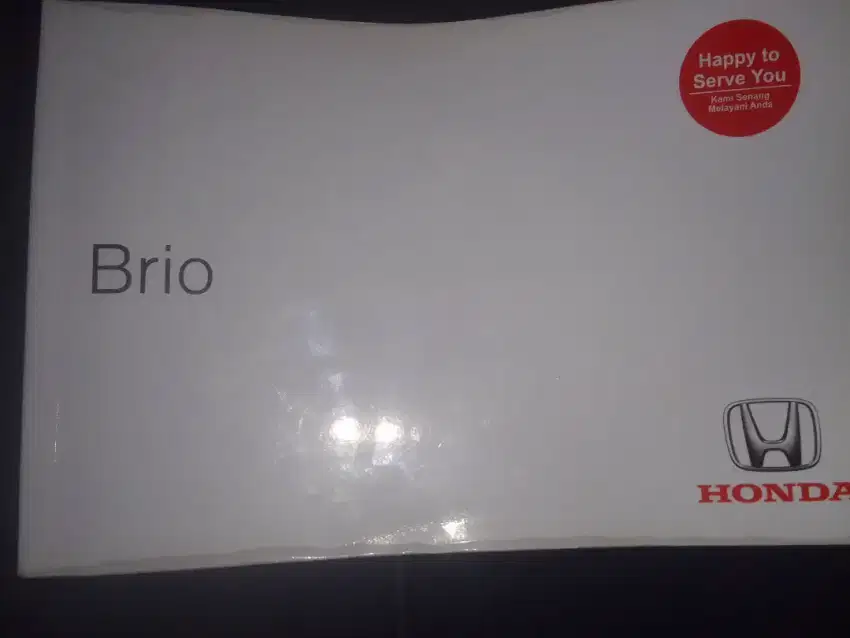 Happy to
Serve You
Kami Senang
Melayani Anda
Brio
HONDA